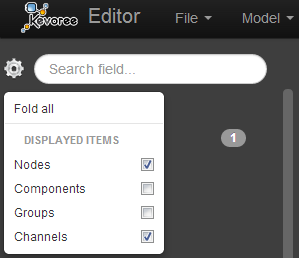 Kevoree Editor File Model
Search field...
Fold all
DISPLAYED ITEMS
1
Nodes
Components
Groups
Channels